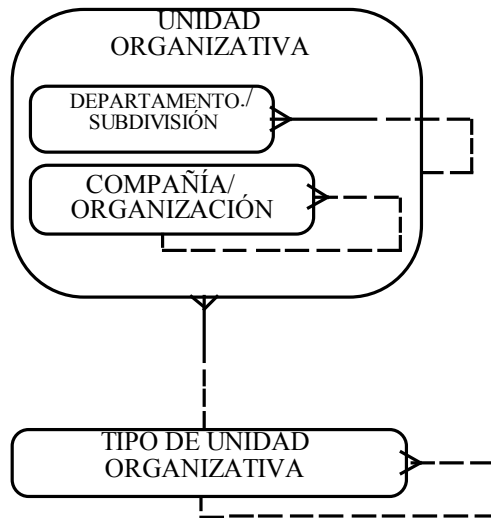 UNIDAD
ORGANIZATIVA
DEPARTAMENTO./
SUBDIVISIÓN
COMPAÑÍA/
ORGANIZACIÓN
TIPO DE UNIDAD
ORGANIZATIVA